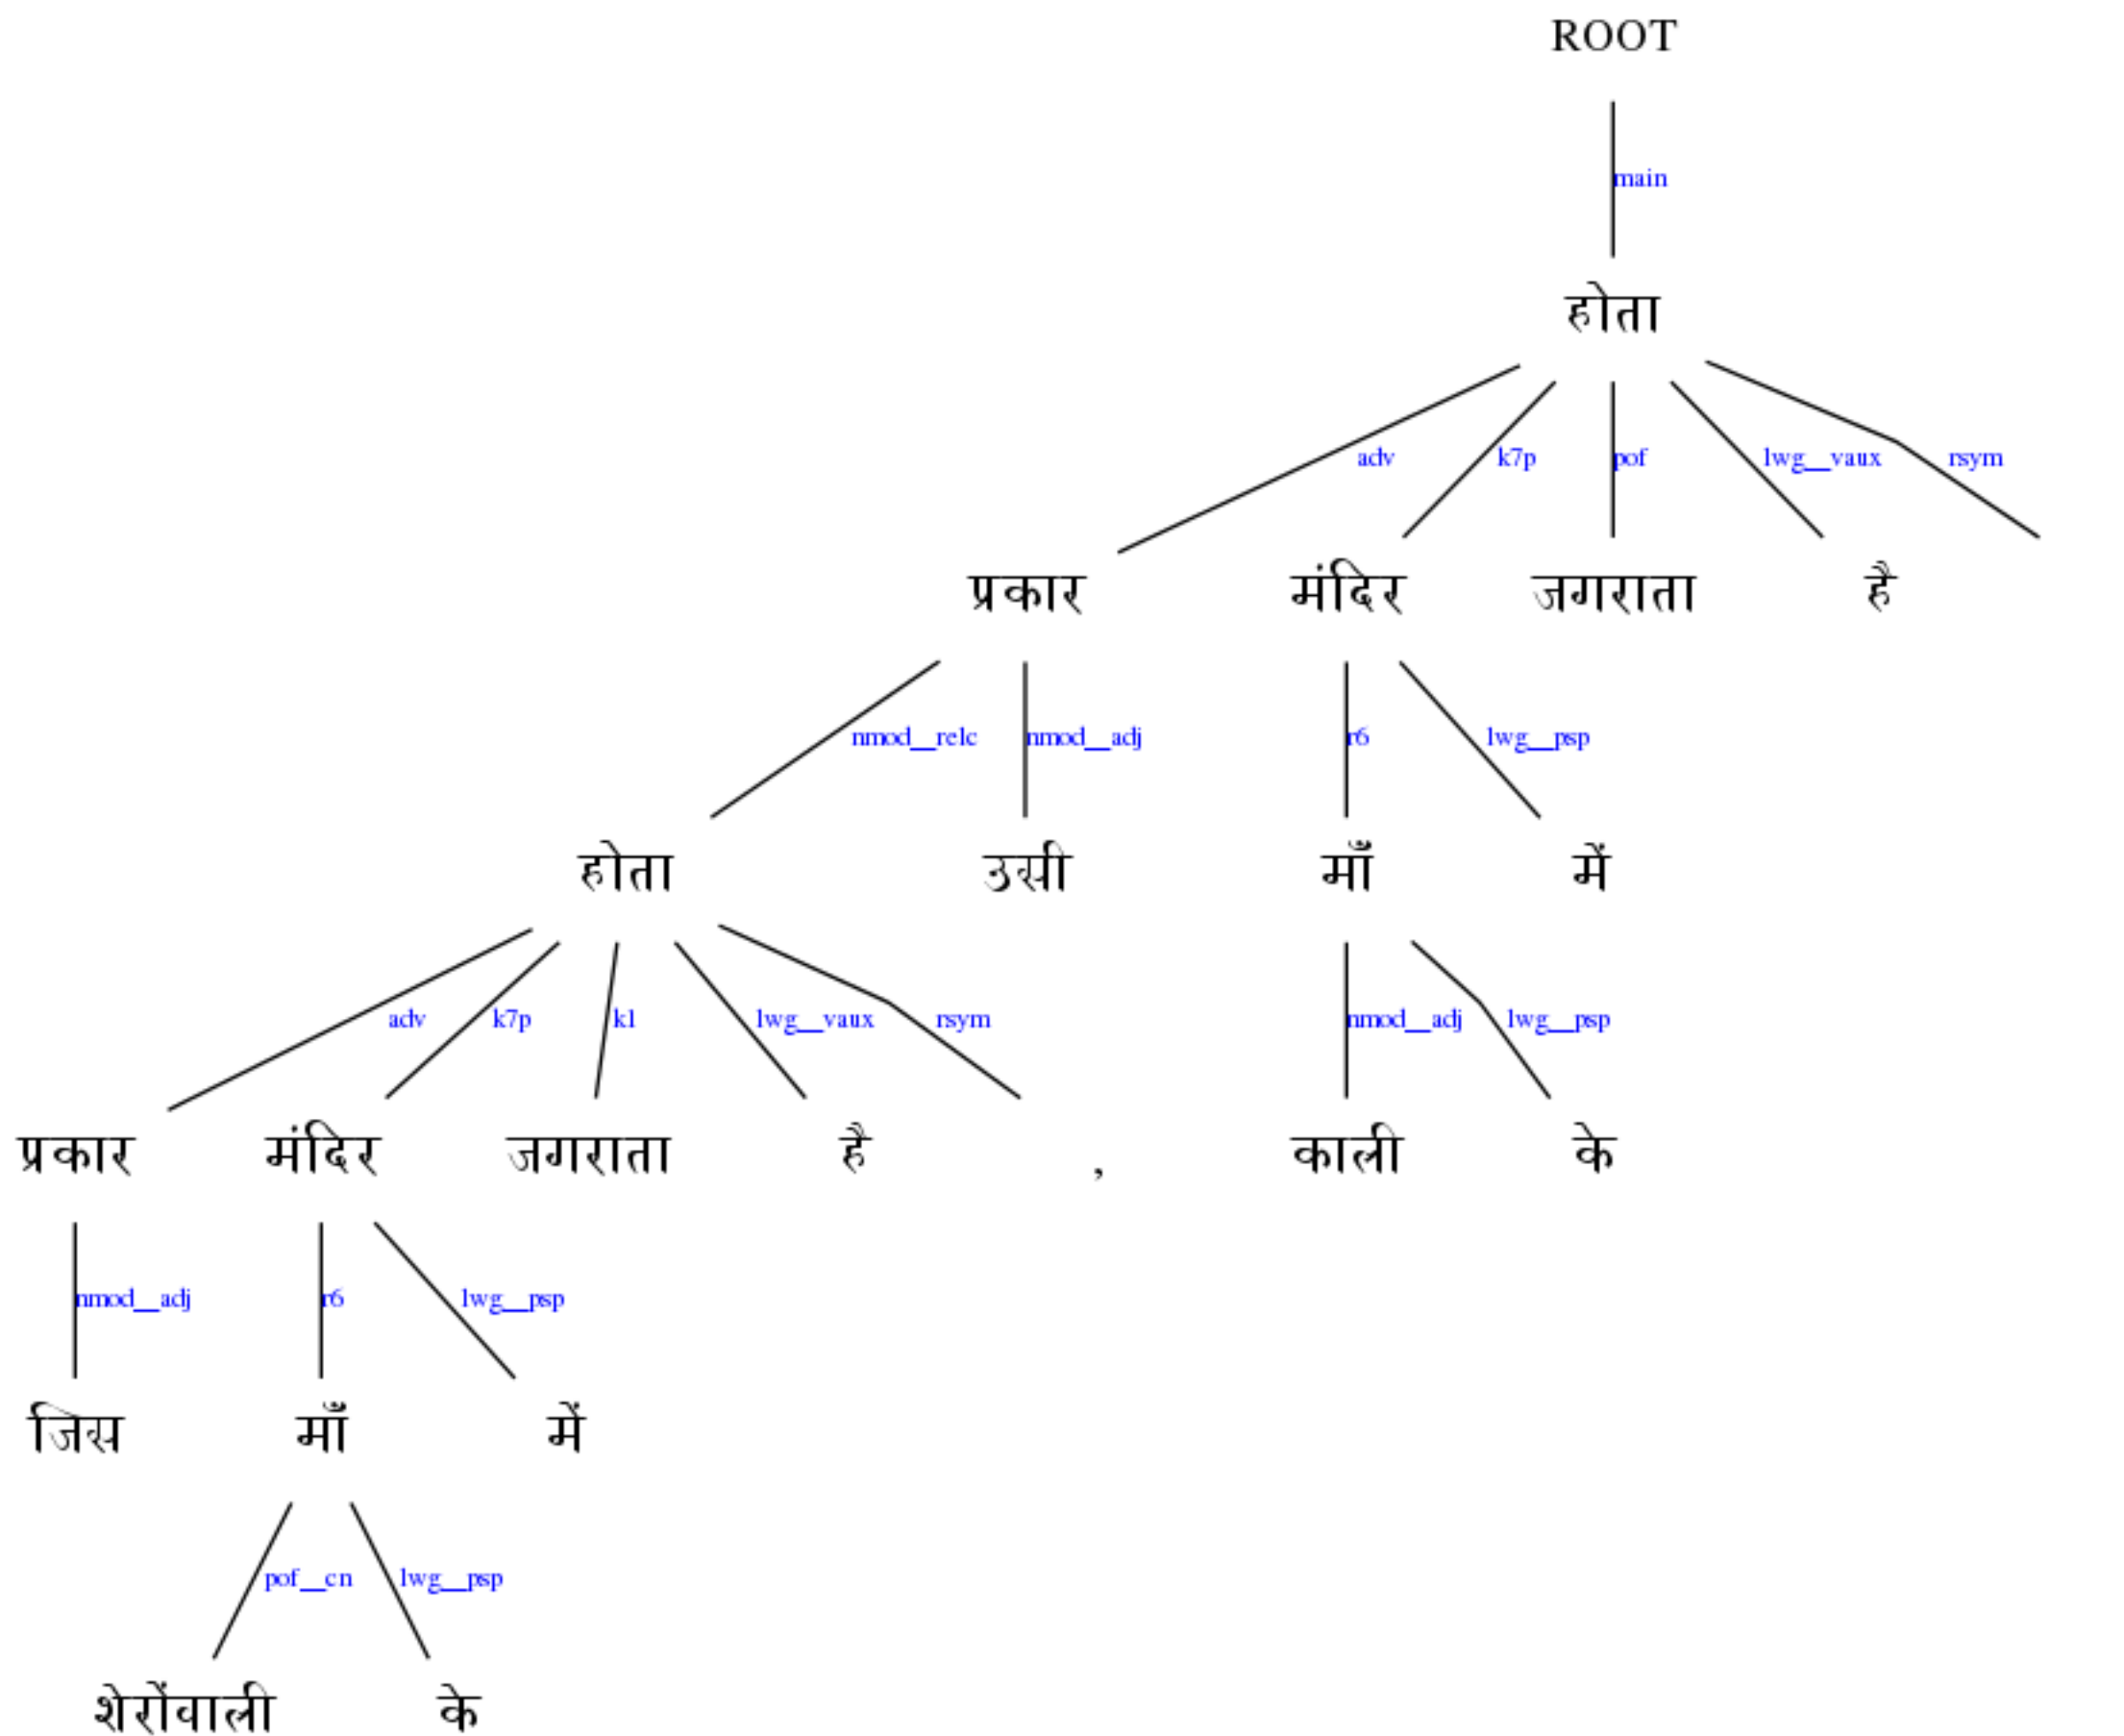 ROOT
main
होता
adv k7p pof lwg__vaux rsym
प्रकार मंदिर जगराता है
nmod__relc nmod__adj r6 lwg__psp
होता उसी माँ में
adv k7p k1 lwg__vaux rsym nmod__adj lwg__psp
प्रकार मंदिर जगराता है , काली के
nmod__adj r6 lwg__psp
जिस माँ में
pof__cn lwg__psp
शेरोंवाली के